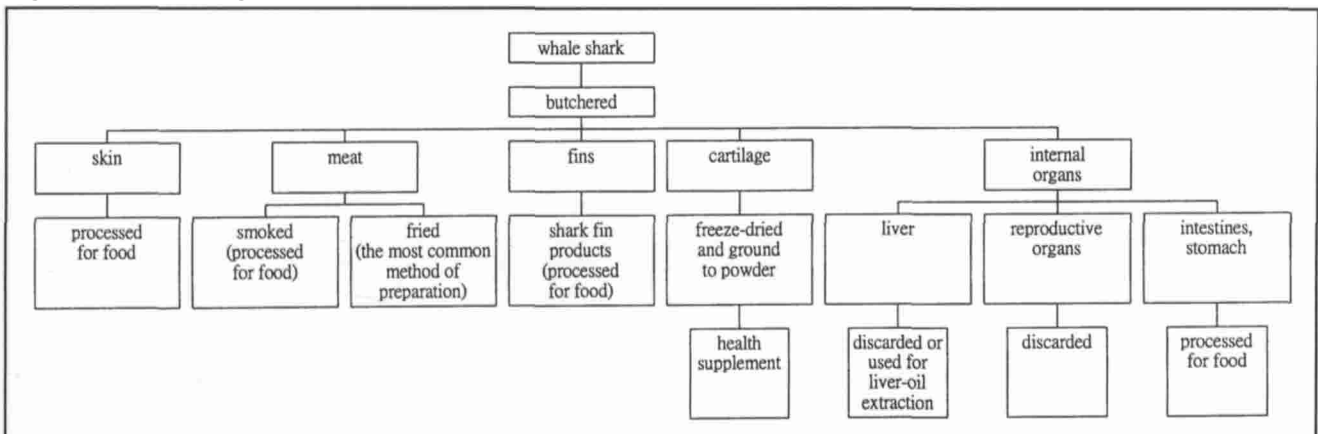 whale shark
butchered
skin
meat
fins
cartilage
internal
organs
processed
for food
smoked
(processed
for food)
fried
(the most common
method of
preparation)
shark fin
products
(processed
for food)
freeze-dried
and ground
to powder
liver
reproductive
organs
intestines,
stomach
health
supplement
discarded or
used for
liver-oil
extraction
discarded
processed
for food